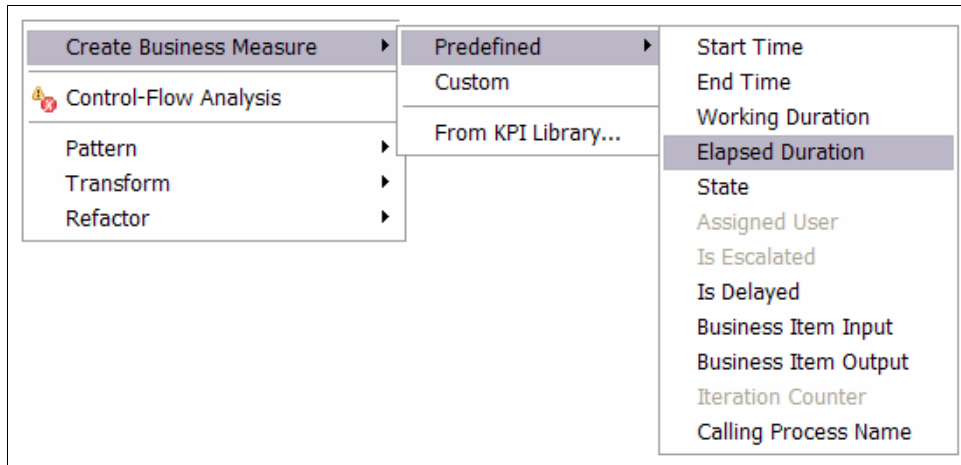 Create Business Measure
Control-Flow Analysis
Pattern
Transform
Refactor
Predefined
Custom
From KPI Library...
Start Time
End Time
Working Duration
Elapsed Duration
State
Assigned User
Is Escalated
Is Delayed
Business Item Input
Business Item Output
Iteration Counter
Calling Process Name